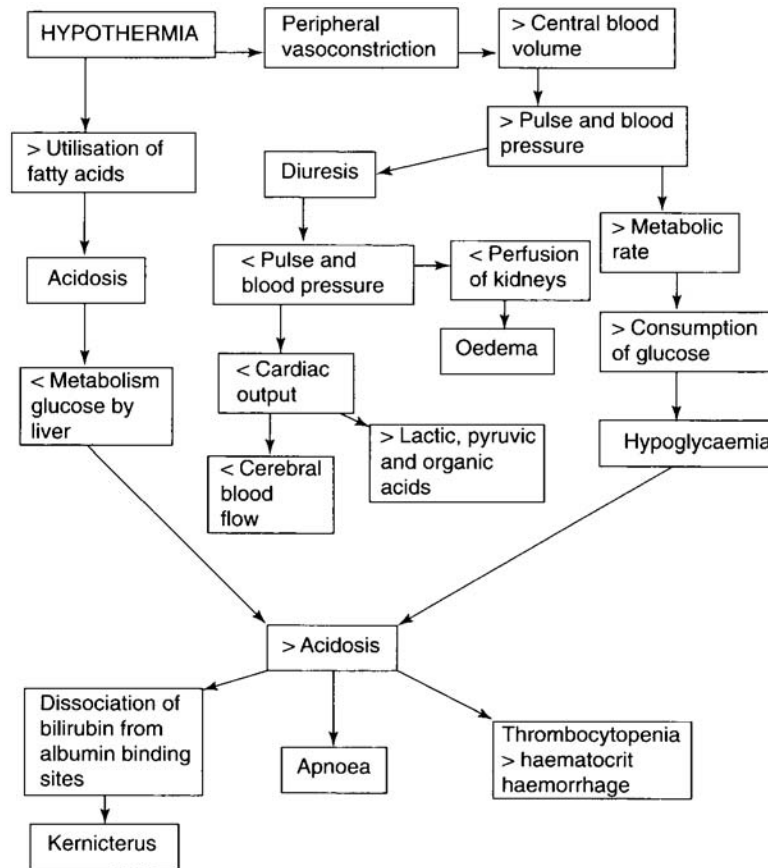 HYPOTHERMIA
Peripheral
vasoconstriction
> Central blood
volume
> Utilisation of
fatty acids
Diuresis
> Pulse and blood
pressure
Acidosis
< Pulse and
blood pressure
< Perfusion
of kidneys
> Metabolic
rate
Oedema
> Consumption
of glucose
< Metabolism
glucose by
liver
< Cardiac
output
> Lactic, pyruvic
and organic
acids
Hypoglycaemia
< Cerebral
blood
flow
> Acidosis
Dissociation of
bilirubin from
albumin binding
sites
Apnoea
Thrombocytopenia
> haematocrit
haemorrhage
Kernicterus